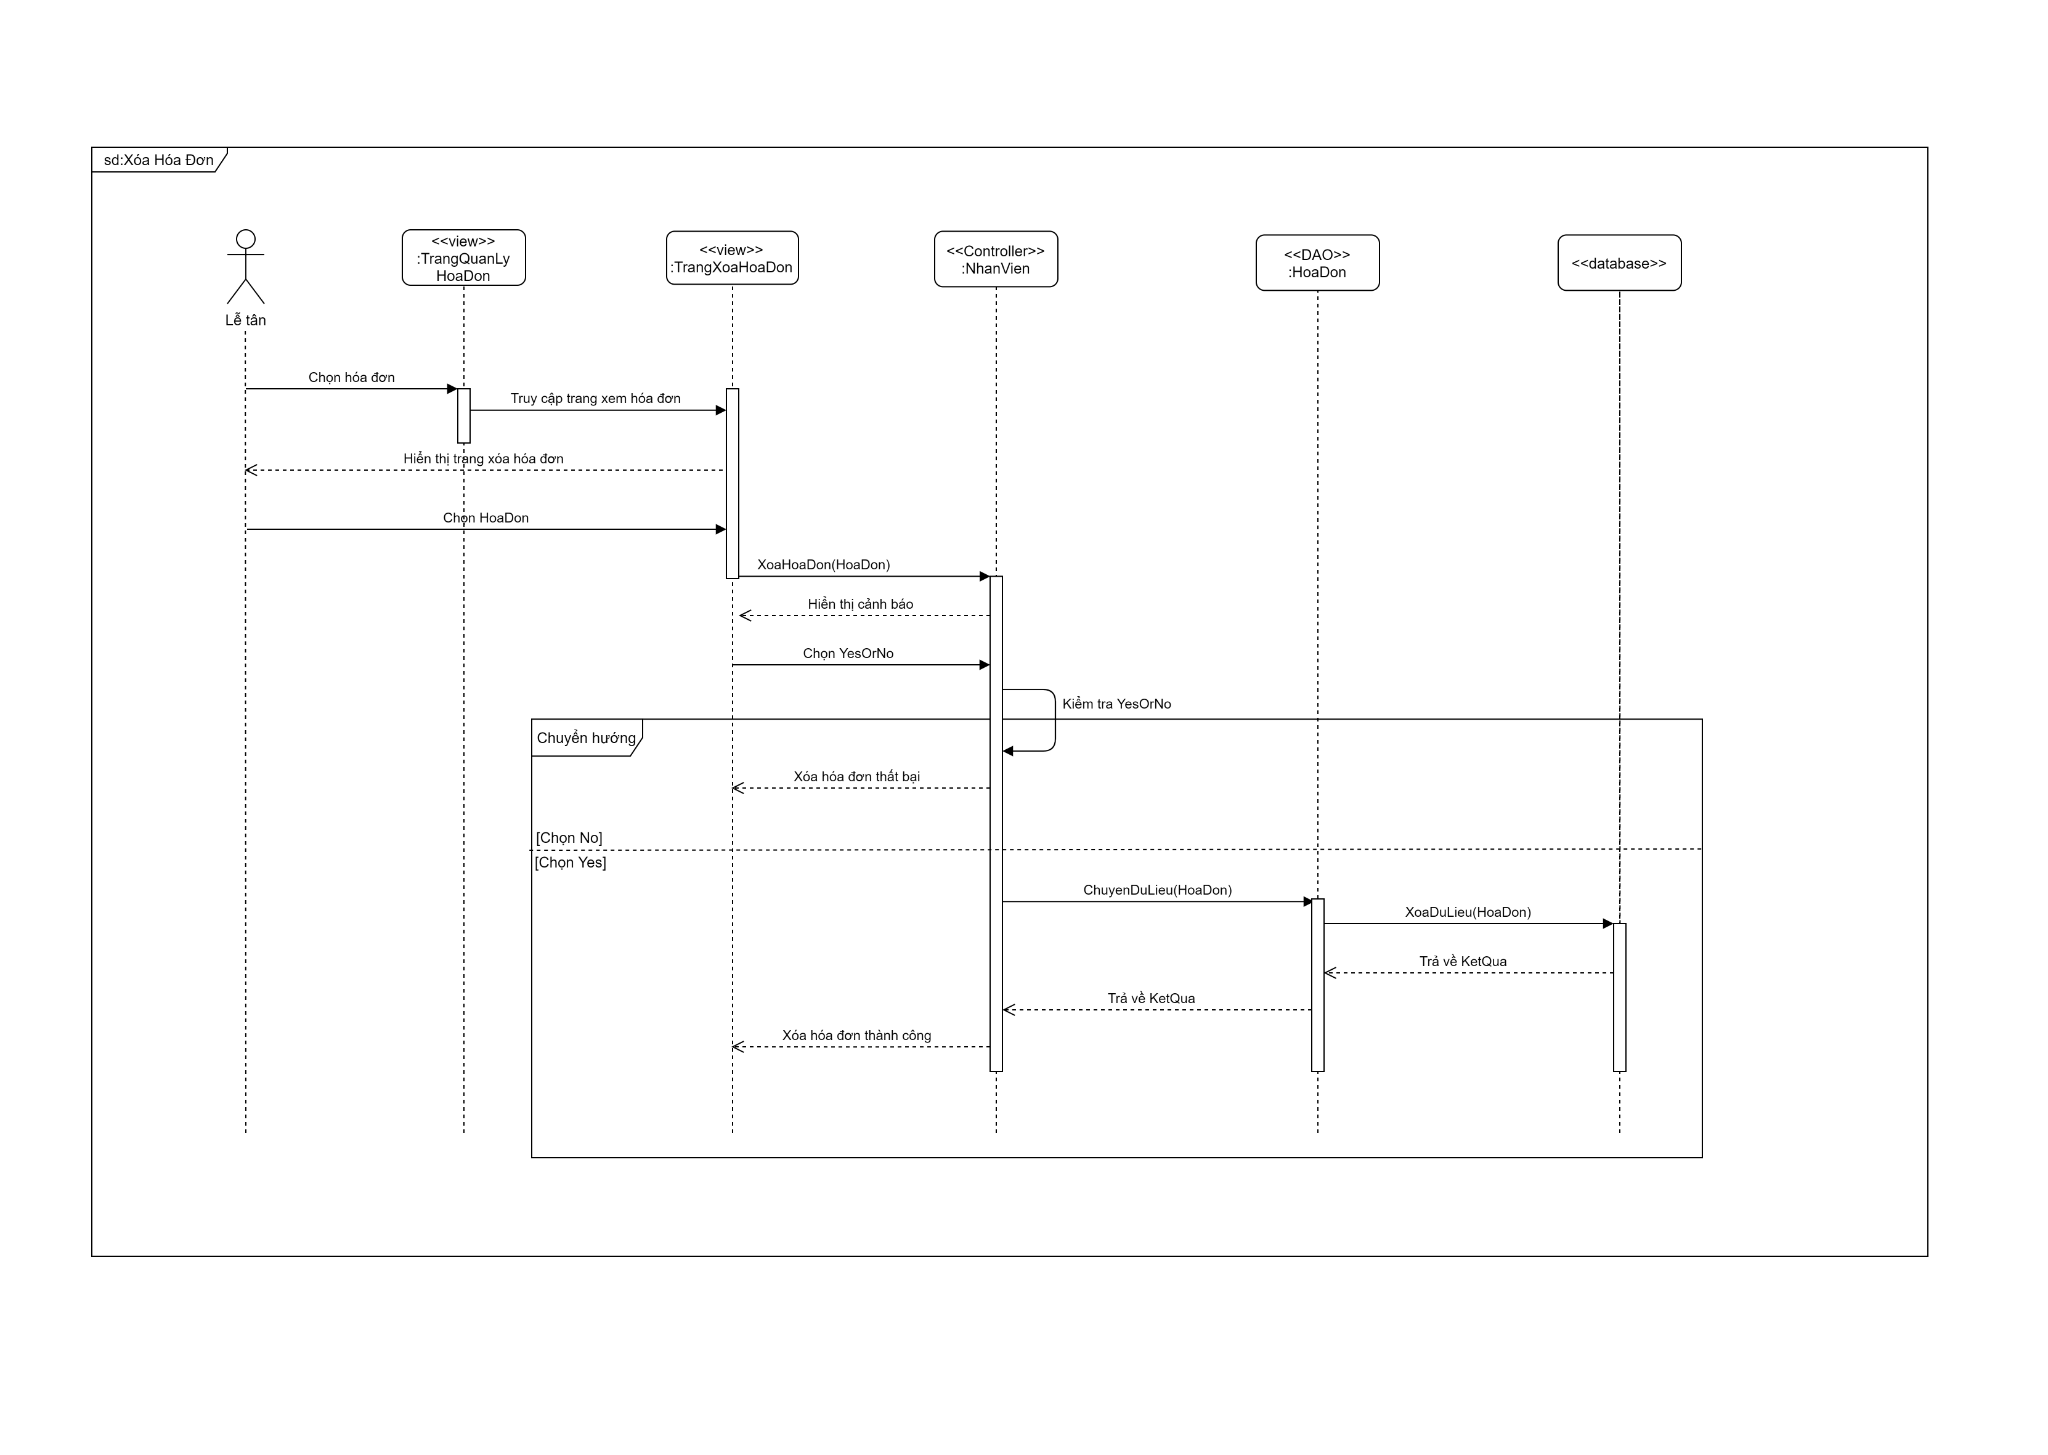 sd:Xóa Hóa Đơn
Lễ tân
<<view>>
:TrangQuanLy
HoaDon
<<view>>
:TrangXoaHoaDon
<<Controller>>
:NhanVien
<<DAO>>
:HoaDon
<<database>>
Chọn hóa đơn
Truy cập trang xem hóa đơn
Hiển thị trang xóa hóa đơn
Chọn HoaDon
XoaHoaDon(HoaDon)
Hiển thị cảnh báo
Chọn YesOrNo
Kiểm tra YesOrNo
Chuyển hướng
Xóa hóa đơn thất bại
[Chọn No]
[Chọn Yes]
ChuyenDuLieu(HoaDon)
XoaDuLieu(HoaDon)
Trả về KetQua
Trả về KetQua
Xóa hóa đơn thành công